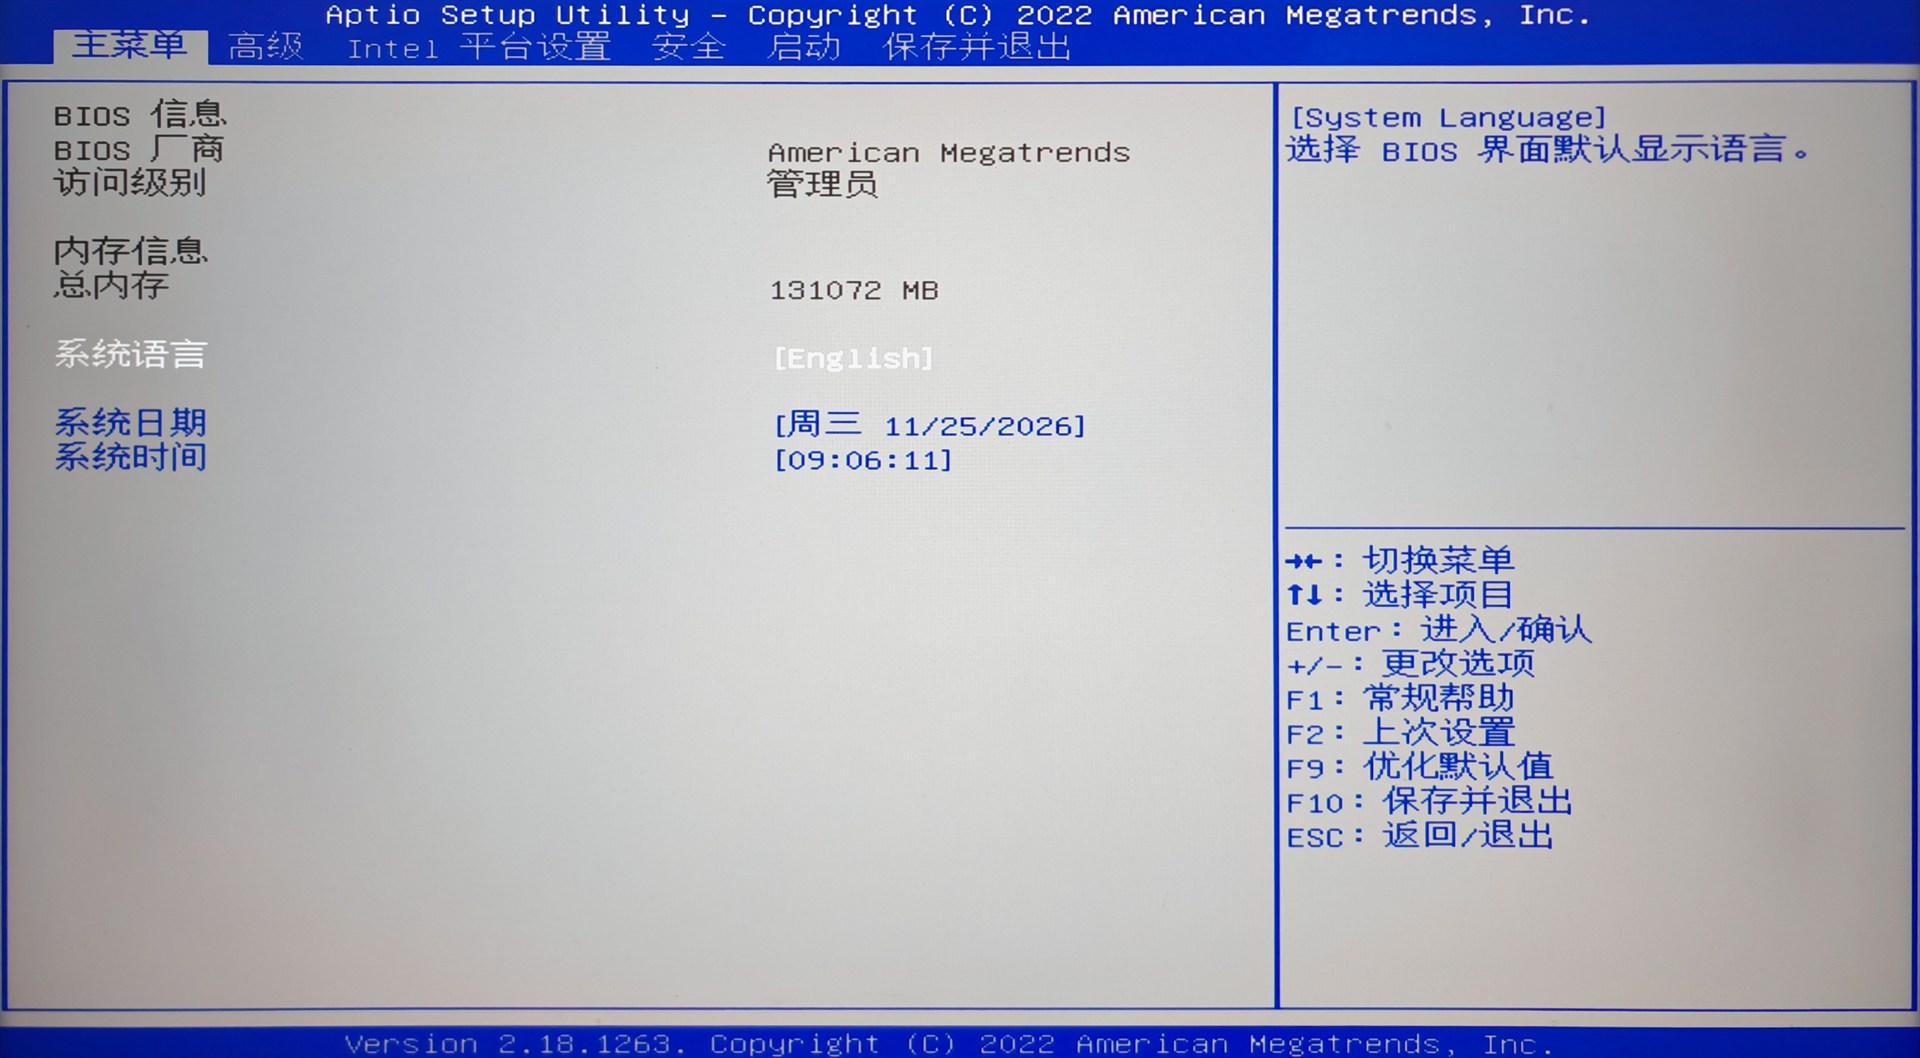 Aptio Setup Utility - Copyright (C) 2022 American Megatrends, Inc.
主菜单 高级 Intel 平台设置 安全 启动 保存并退出
BIOS 信息
BIOS 厂商 American Megatrends
访问级别 管理员
内存信息
总内存 131072 MB
系统语言 [English]
系统日期 [周三 11/25/2026]
系统时间 [09:06:11]
[System Language]
选择 BIOS 界面默认显示语言。
→←: 切换菜单
↑↓: 选择项目
Enter: 进入/确认
+/-: 更改选项
F1: 常规帮助
F2: 上次设置
F9: 优化默认值
F10: 保存并退出
ESC: 返回/退出
Version 2.18.1263. Copyright (C) 2022 American Megatrends, Inc.